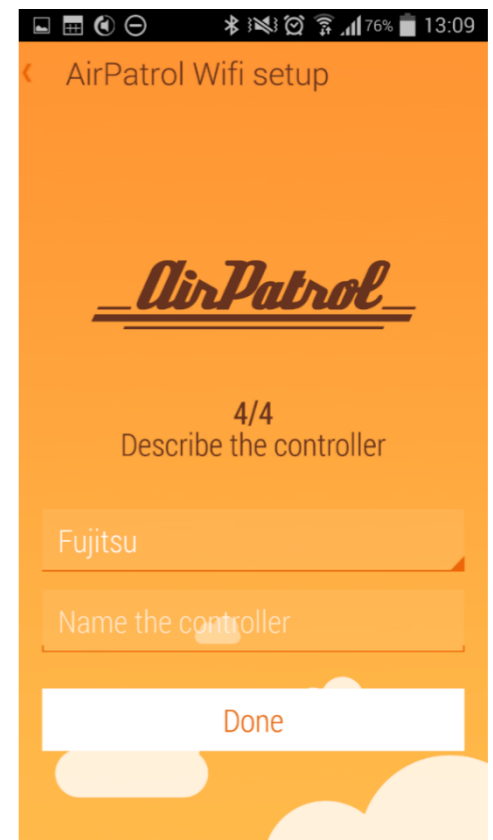 76% 13:09
AirPatrol Wifi setup
AirPatrol
4/4
Describe the controller
Fujitsu
Name the controller
Done